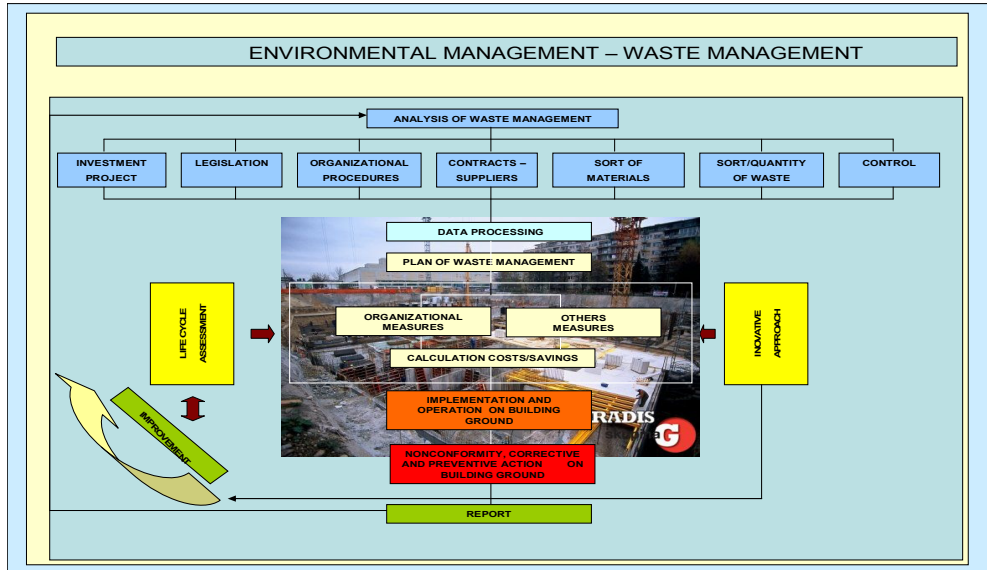 ENVIRONMENTAL MANAGEMENT – WASTE MANAGEMENT
ANALYSIS OF WASTE MANAGEMENT
INVESTMENT
PROJECT
LEGISLATION
ORGANIZATIONAL
PROCEDURES
CONTRACTS –
SUPPLIERS
SORT OF
MATERIALS
SORT/QUANTITY
OF WASTE
CONTROL
DATA PROCESSING
PLAN OF WASTE MANAGEMENT
LIFE CYCLE
ASSESSMENT
ORGANIZATIONAL
MEASURES
OTHERS
MEASURES
INOVATIVE
APPROACH
CALCULATION COSTS/SAVINGS
IMPROVEMENT
IMPLEMENTATION AND
OPERATION ON BUILDING
GROUND
RADIS
G
NONCONFORMITY, CORRECTIVE
AND PREVENTIVE ACTION ON
BUILDING GROUND
REPORT